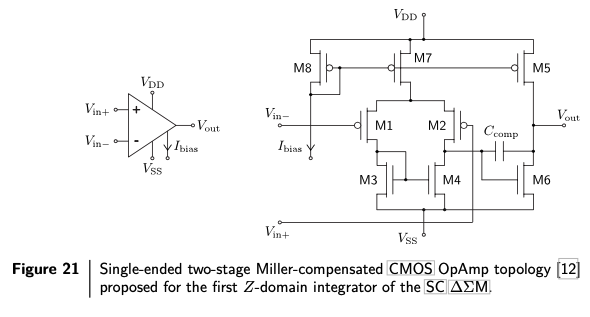 V_DD
M8
M7
M5
V_DD
V_in+
+
V_out
V_in−
-
I_bias
V_SS
V_in−
M1
M2
V_out
I_bias
C_comp
M3
M4
M6
V_in+
V_SS
Figure 21 Single-ended two-stage Miller-compensated CMOS OpAmp topology [12]
proposed for the first Z-domain integrator of the SC ΔΣM.